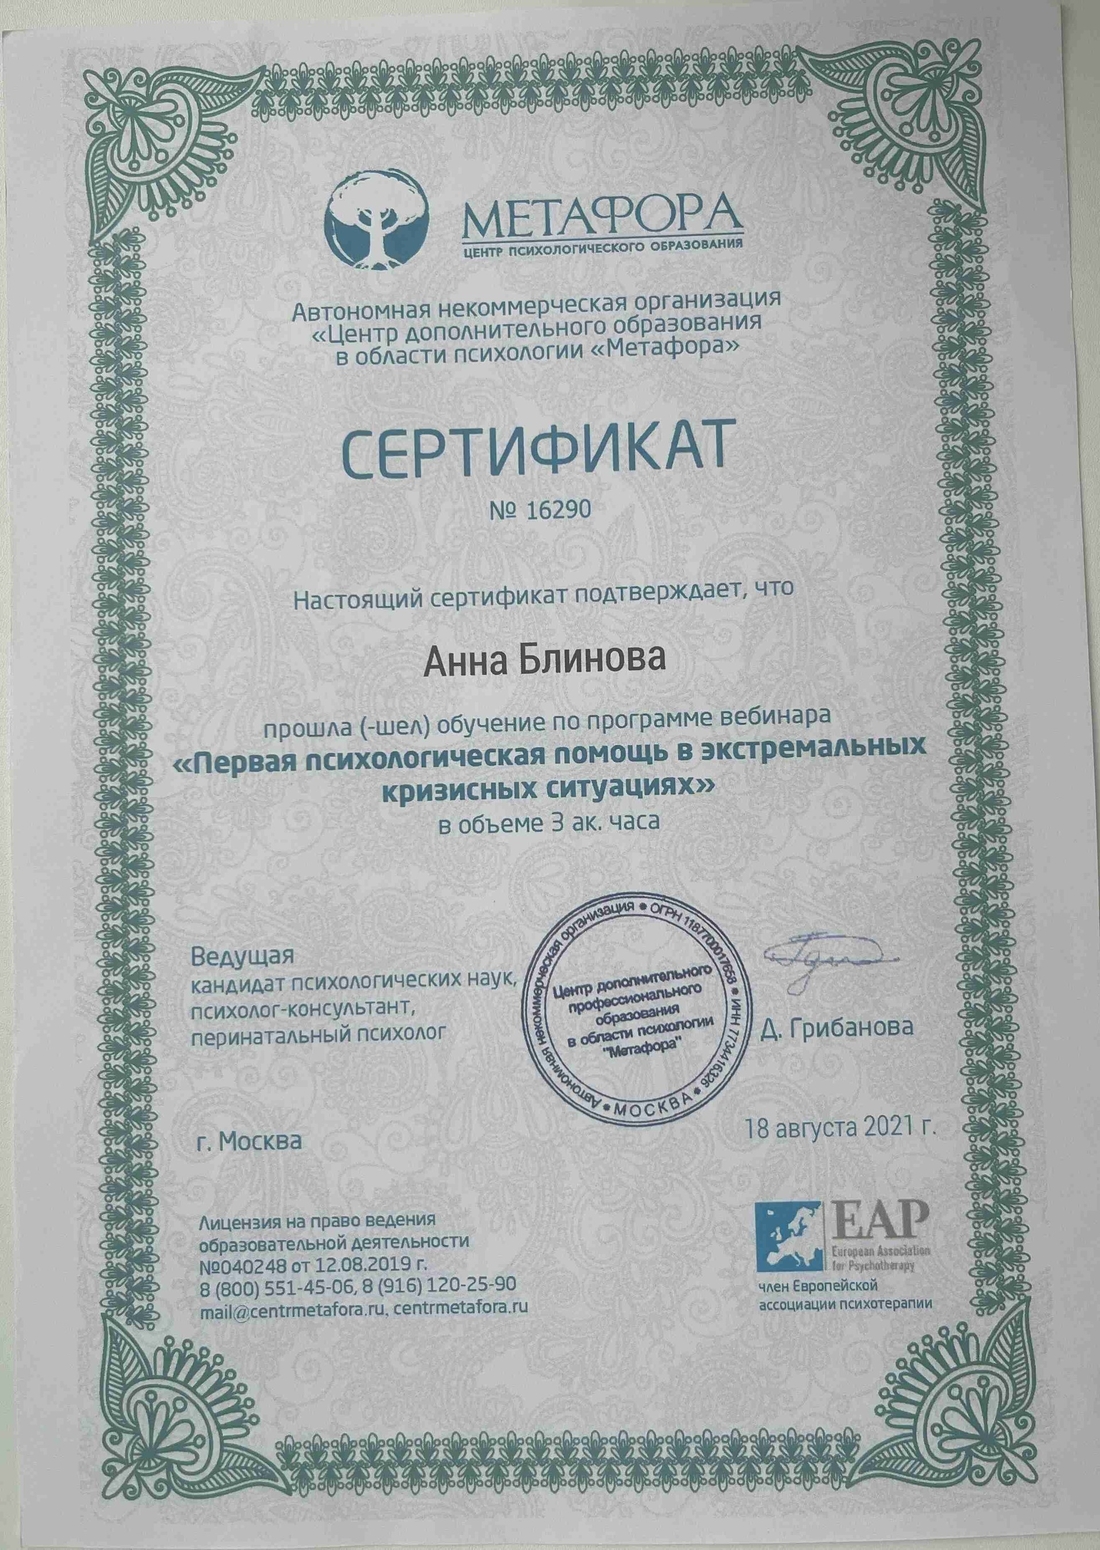 МЕТАФОРА
ЦЕНТР ПСИХОЛОГИЧЕСКОГО ОБРАЗОВАНИЯ
Автономная некоммерческая организация
«Центр дополнительного образования
в области психологии «Метафора»
СЕРТИФИКАТ
№ 16290
Настоящий сертификат подтверждает, что
Анна Блинова
прошла (-шел) обучение по программе вебинара
«Первая психологическая помощь в экстремальных
кризисных ситуациях»
в объеме 3 ак. часа
Ведущая
кандидат психологических наук,
психолог-консультант,
перинатальный психолог
Автономная некоммерческая организация • ОГРН 1187700017658 • ИНН 7734416326 • МОСКВА •
Центр дополнительного
профессионального
образования
в области психологии
"Метафора"
Д. Грибанова
г. Москва
18 августа 2021 г.
Лицензия на право ведения
образовательной деятельности
№040248 от 12.08.2019 г.
8 (800) 551-45-06, 8 (916) 120-25-90
mail@centrmetafora.ru, centrmetafora.ru
EAP
European Association
for Psychotherapy
член Европейской
ассоциации психотерапии